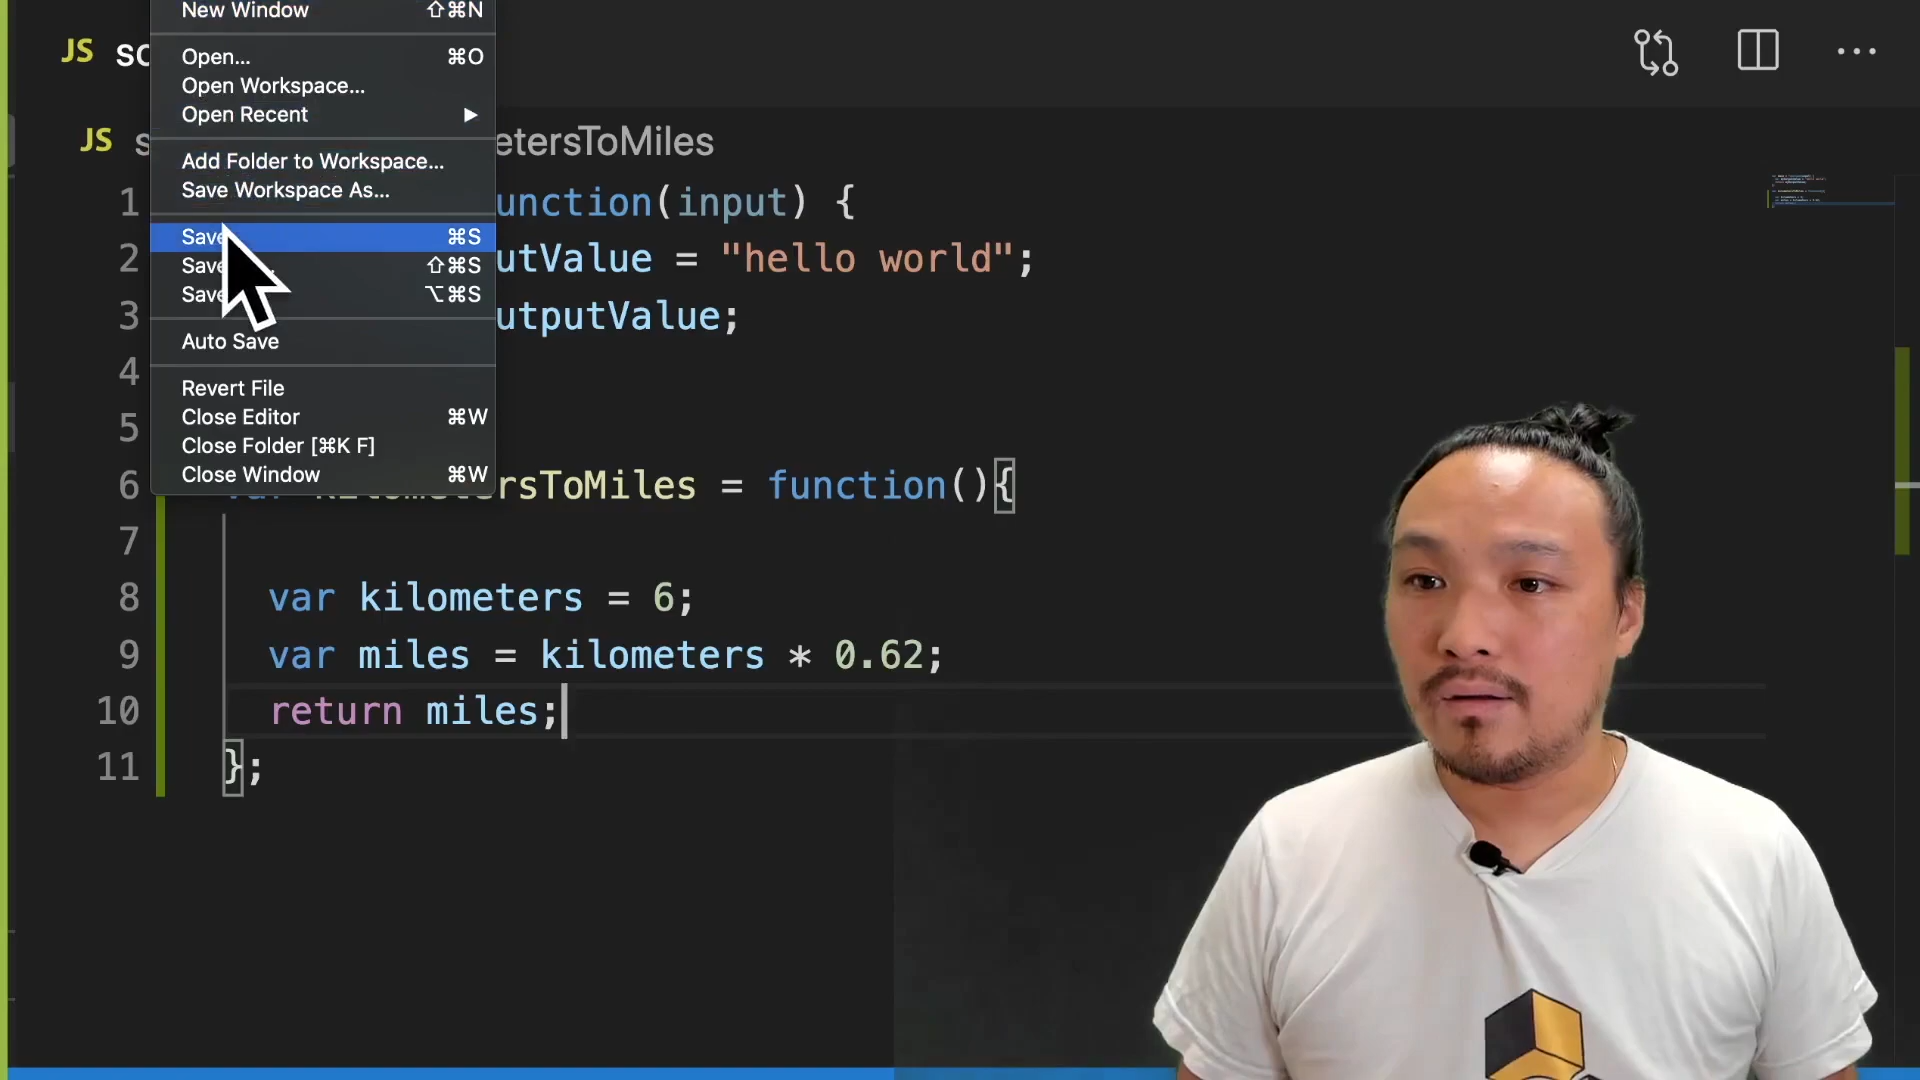 New Window ⇧⌘N
JS sc
Open... ⌘O
Open Workspace...
Open Recent ▶
JS s etersToMiles
Add Folder to Workspace...
Save Workspace As...
1 unction(input) {
Save ⌘S
2 utValue = "hello world";
Save ⇧⌘S
Save ⌥⌘S
3 utputValue;
Auto Save
4
Revert File
Close Editor ⌘W
5
Close Folder [⌘K F]
Close Window ⌘W
6 var kilometersToMiles = function(){
7
8 var kilometers = 6;
9 var miles = kilometers * 0.62;
10 return miles;
11 };